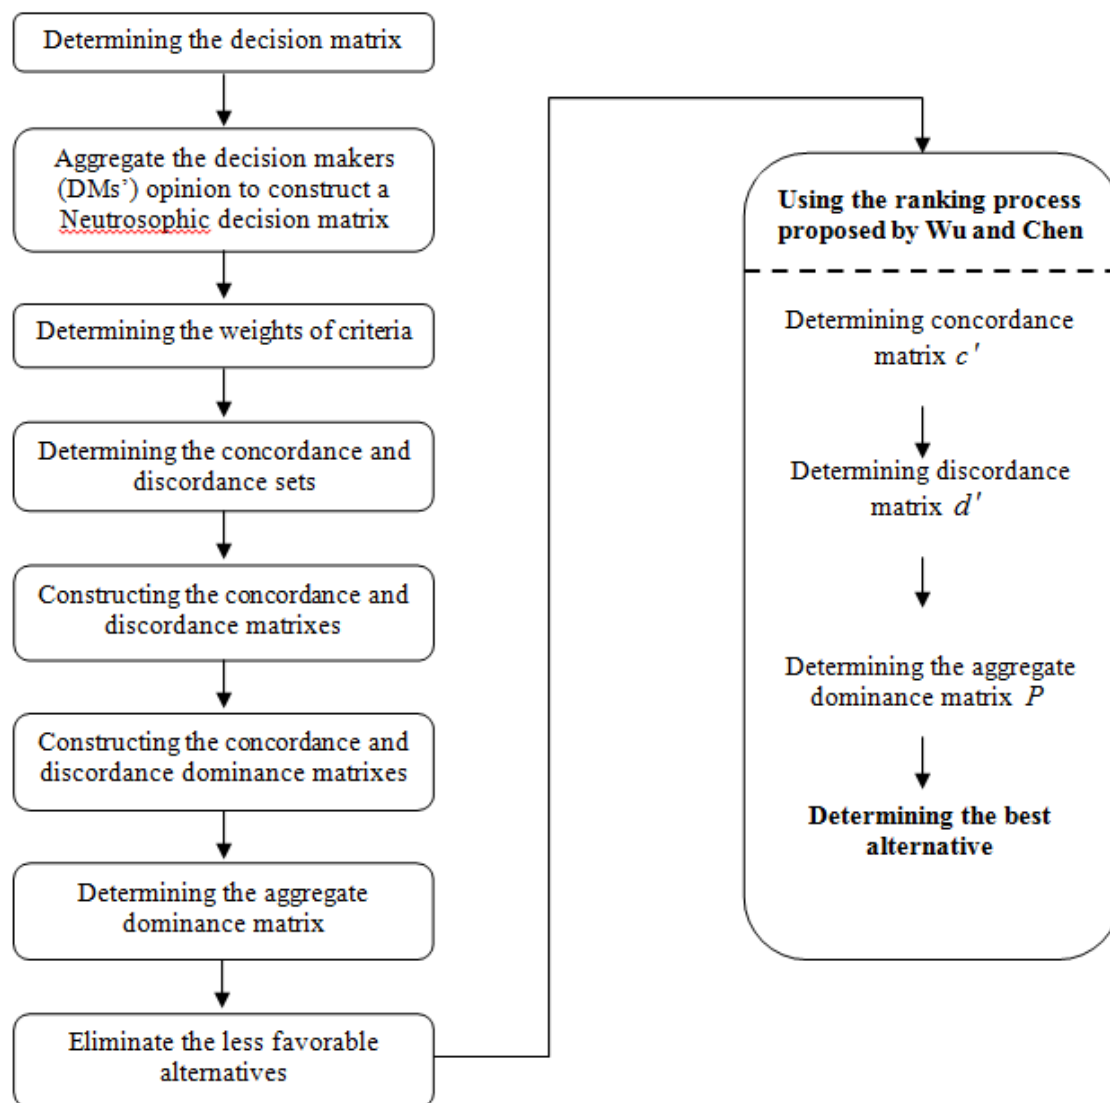 Determining the decision matrix
Aggregate the decision makers
(DMs') opinion to construct a
Neutrosophic decision matrix
Determining the weights of criteria
Determining the concordance and
discordance sets
Constructing the concordance and
discordance matrixes
Constructing the concordance and
discordance dominance matrixes
Determining the aggregate
dominance matrix
Eliminate the less favorable
alternatives
Using the ranking process
proposed by Wu and Chen
Determining concordance
matrix c'
Determining discordance
matrix d'
Determining the aggregate
dominance matrix P
Determining the best
alternative